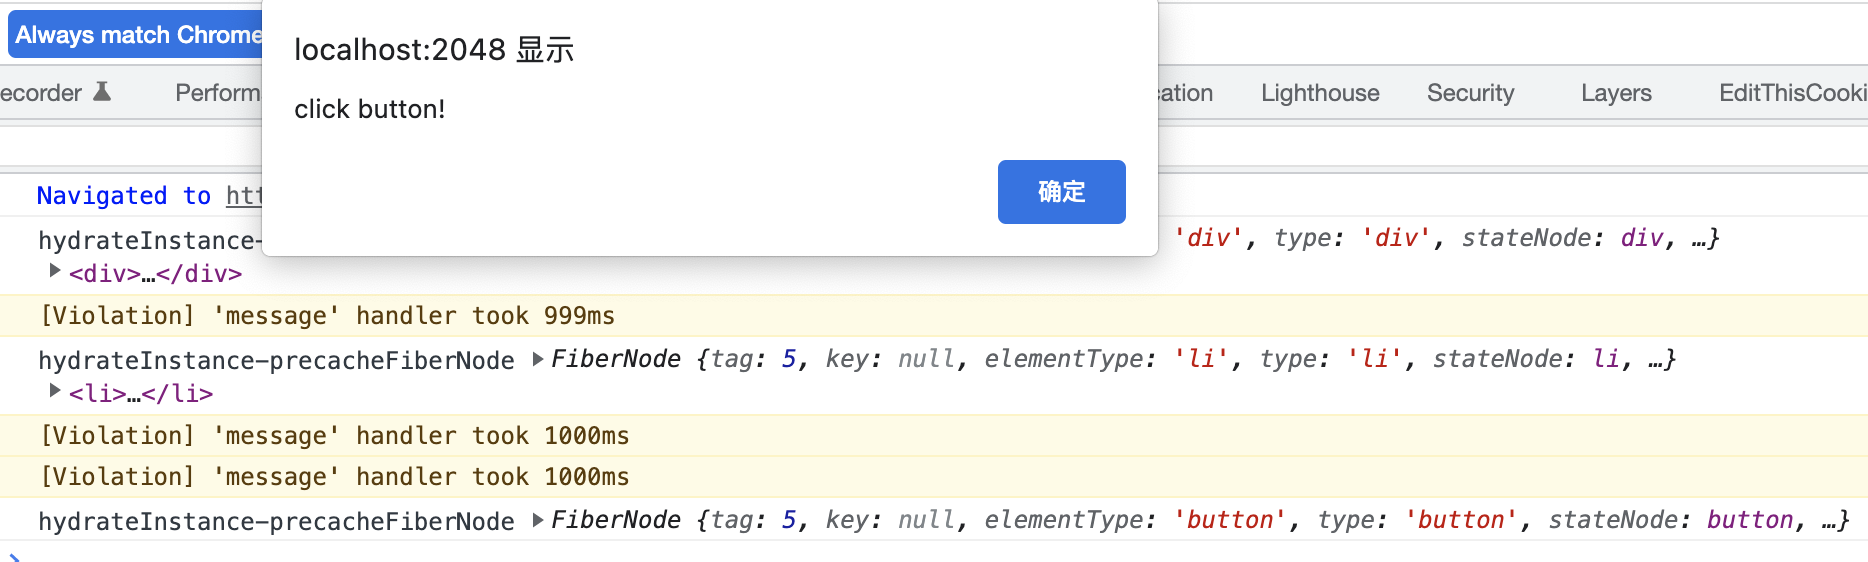 Always match Chrome
localhost:2048 显示
click button!
确定
ecorder Perform cation Lighthouse Security Layers EditThisCooki
Navigated to htt
hydrateInstance- 'div', type: 'div', stateNode: div, …}
<div>…</div>
[Violation] 'message' handler took 999ms
hydrateInstance-precacheFiberNode FiberNode {tag: 5, key: null, elementType: 'li', type: 'li', stateNode: li, …}
<li>…</li>
[Violation] 'message' handler took 1000ms
[Violation] 'message' handler took 1000ms
hydrateInstance-precacheFiberNode FiberNode {tag: 5, key: null, elementType: 'button', type: 'button', stateNode: button, …}